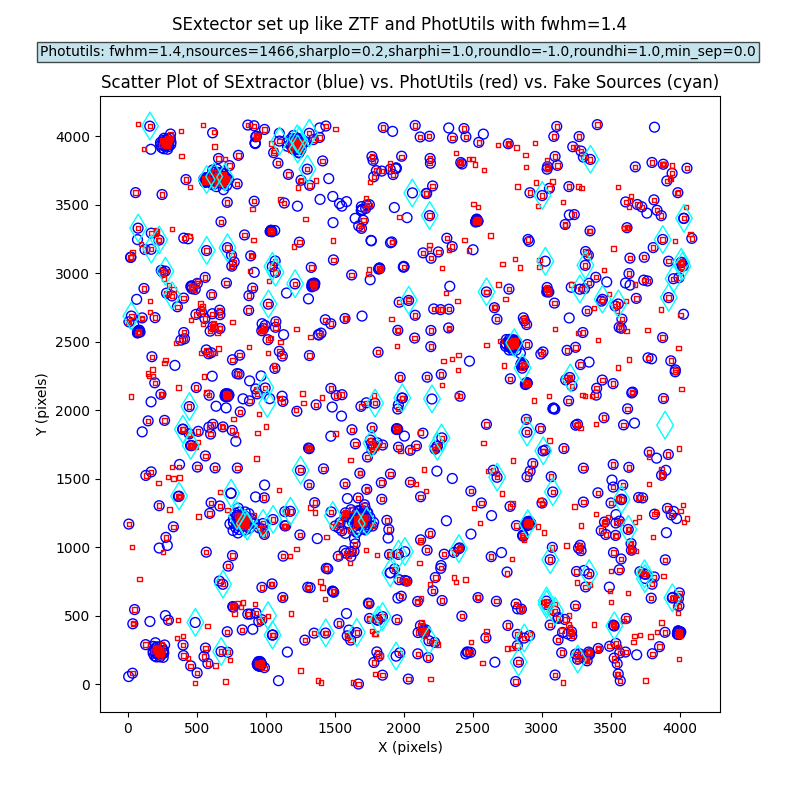 SExtector set up like ZTF and PhotUtils with fwhm=1.4
Photutils: fwhm=1.4,nsources=1466,sharplo=0.2,sharphi=1.0,roundlo=-1.0,roundhi=1.0,min_sep=0.0
Scatter Plot of SExtractor (blue) vs. PhotUtils (red) vs. Fake Sources (cyan)
4000
3500
3000
2500
2000
1500
1000
500
0
Y (pixels)
0 500 1000 1500 2000 2500 3000 3500 4000
X (pixels)